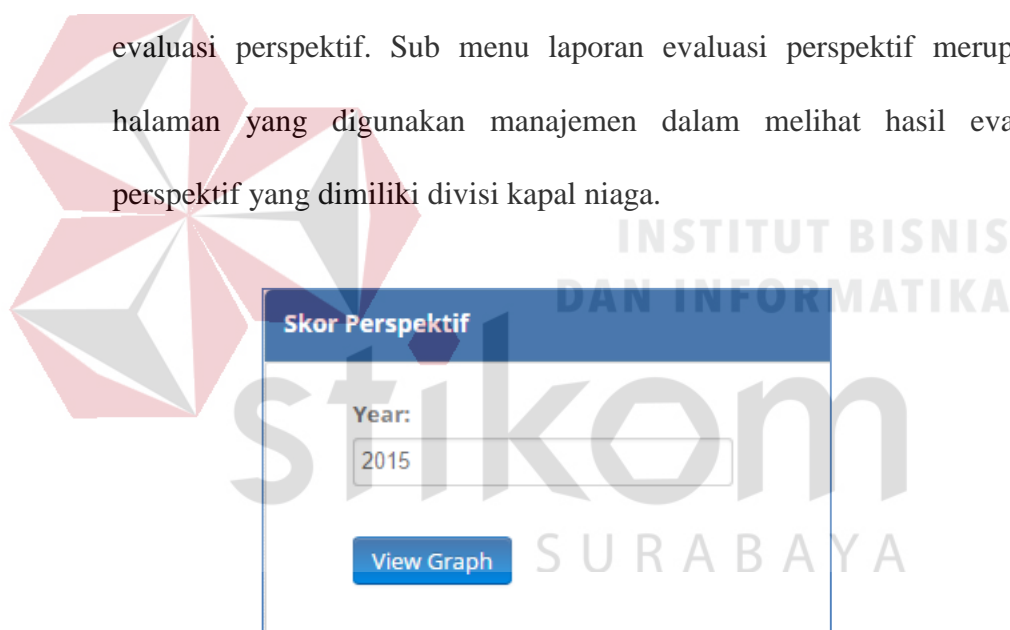 evaluasi perspektif. Sub menu laporan evaluasi perspektif merup
halaman yang digunakan manajemen dalam melihat hasil eva
perspektif yang dimiliki divisi kapal niaga.
INSTITUT BISNIS
DAN INFORMATIKA
stikom
SURABAYA
Skor Perspektif
Year:
2015
View Graph